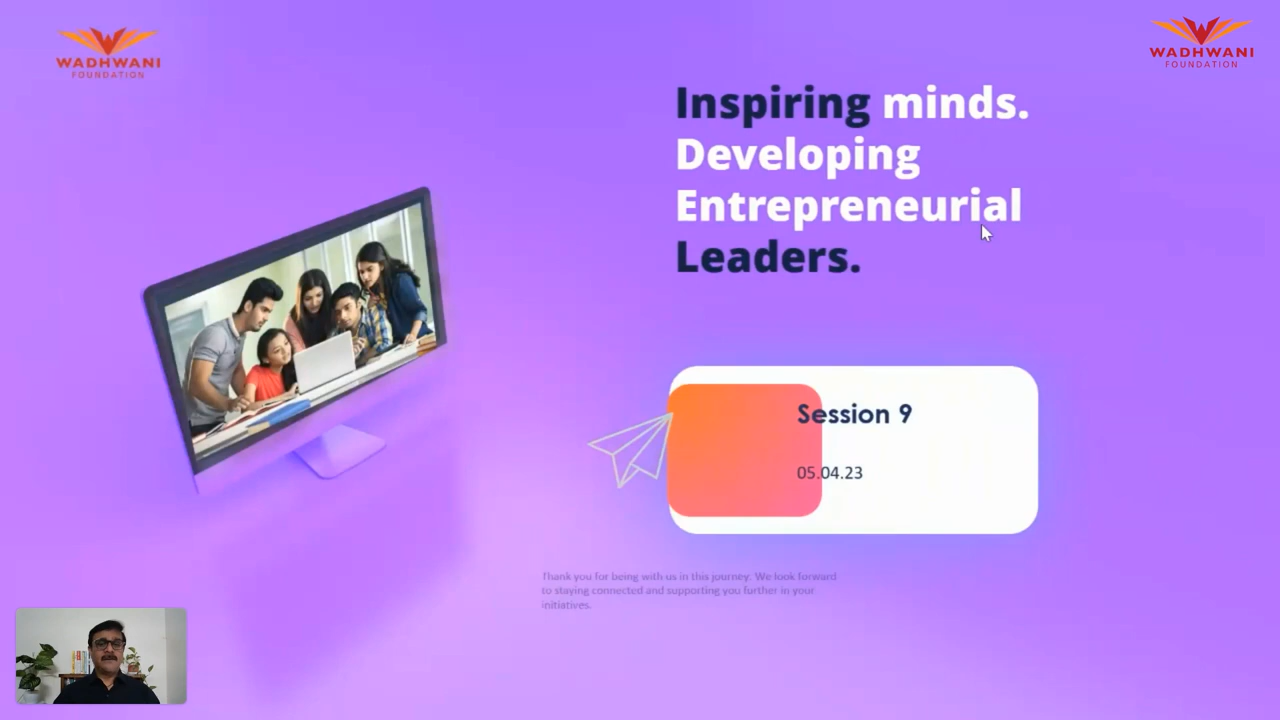 WADHWANI
FOUNDATION
WADHWANI
FOUNDATION
Inspiring minds.
Developing
Entrepreneurial
Leaders.
Session 9
05.04.23
Thank you for being with us in this journey. We look forward
to staying connected and supporting you further in your
initiatives.